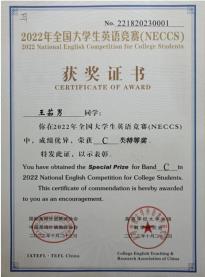 No: 221820230001
2022年全国大学生英语竞赛(NECCS)
2022 National English Competition for College Students
获奖证书
CERTIFICATE OF AWARD
王茹男 同学:
你在2022年全国大学生英语竞赛(NECCS)
中,成绩优异,荣获 C 类特等奖。
特发此证,以示表彰。
You have obtained the Special Prize for Band C in
2022 National English Competition for College Students.
This certificate of commendation is hereby awarded
to you as an encouragement.
IATEFL · TEFL China
College English Teaching &
Research Association of China